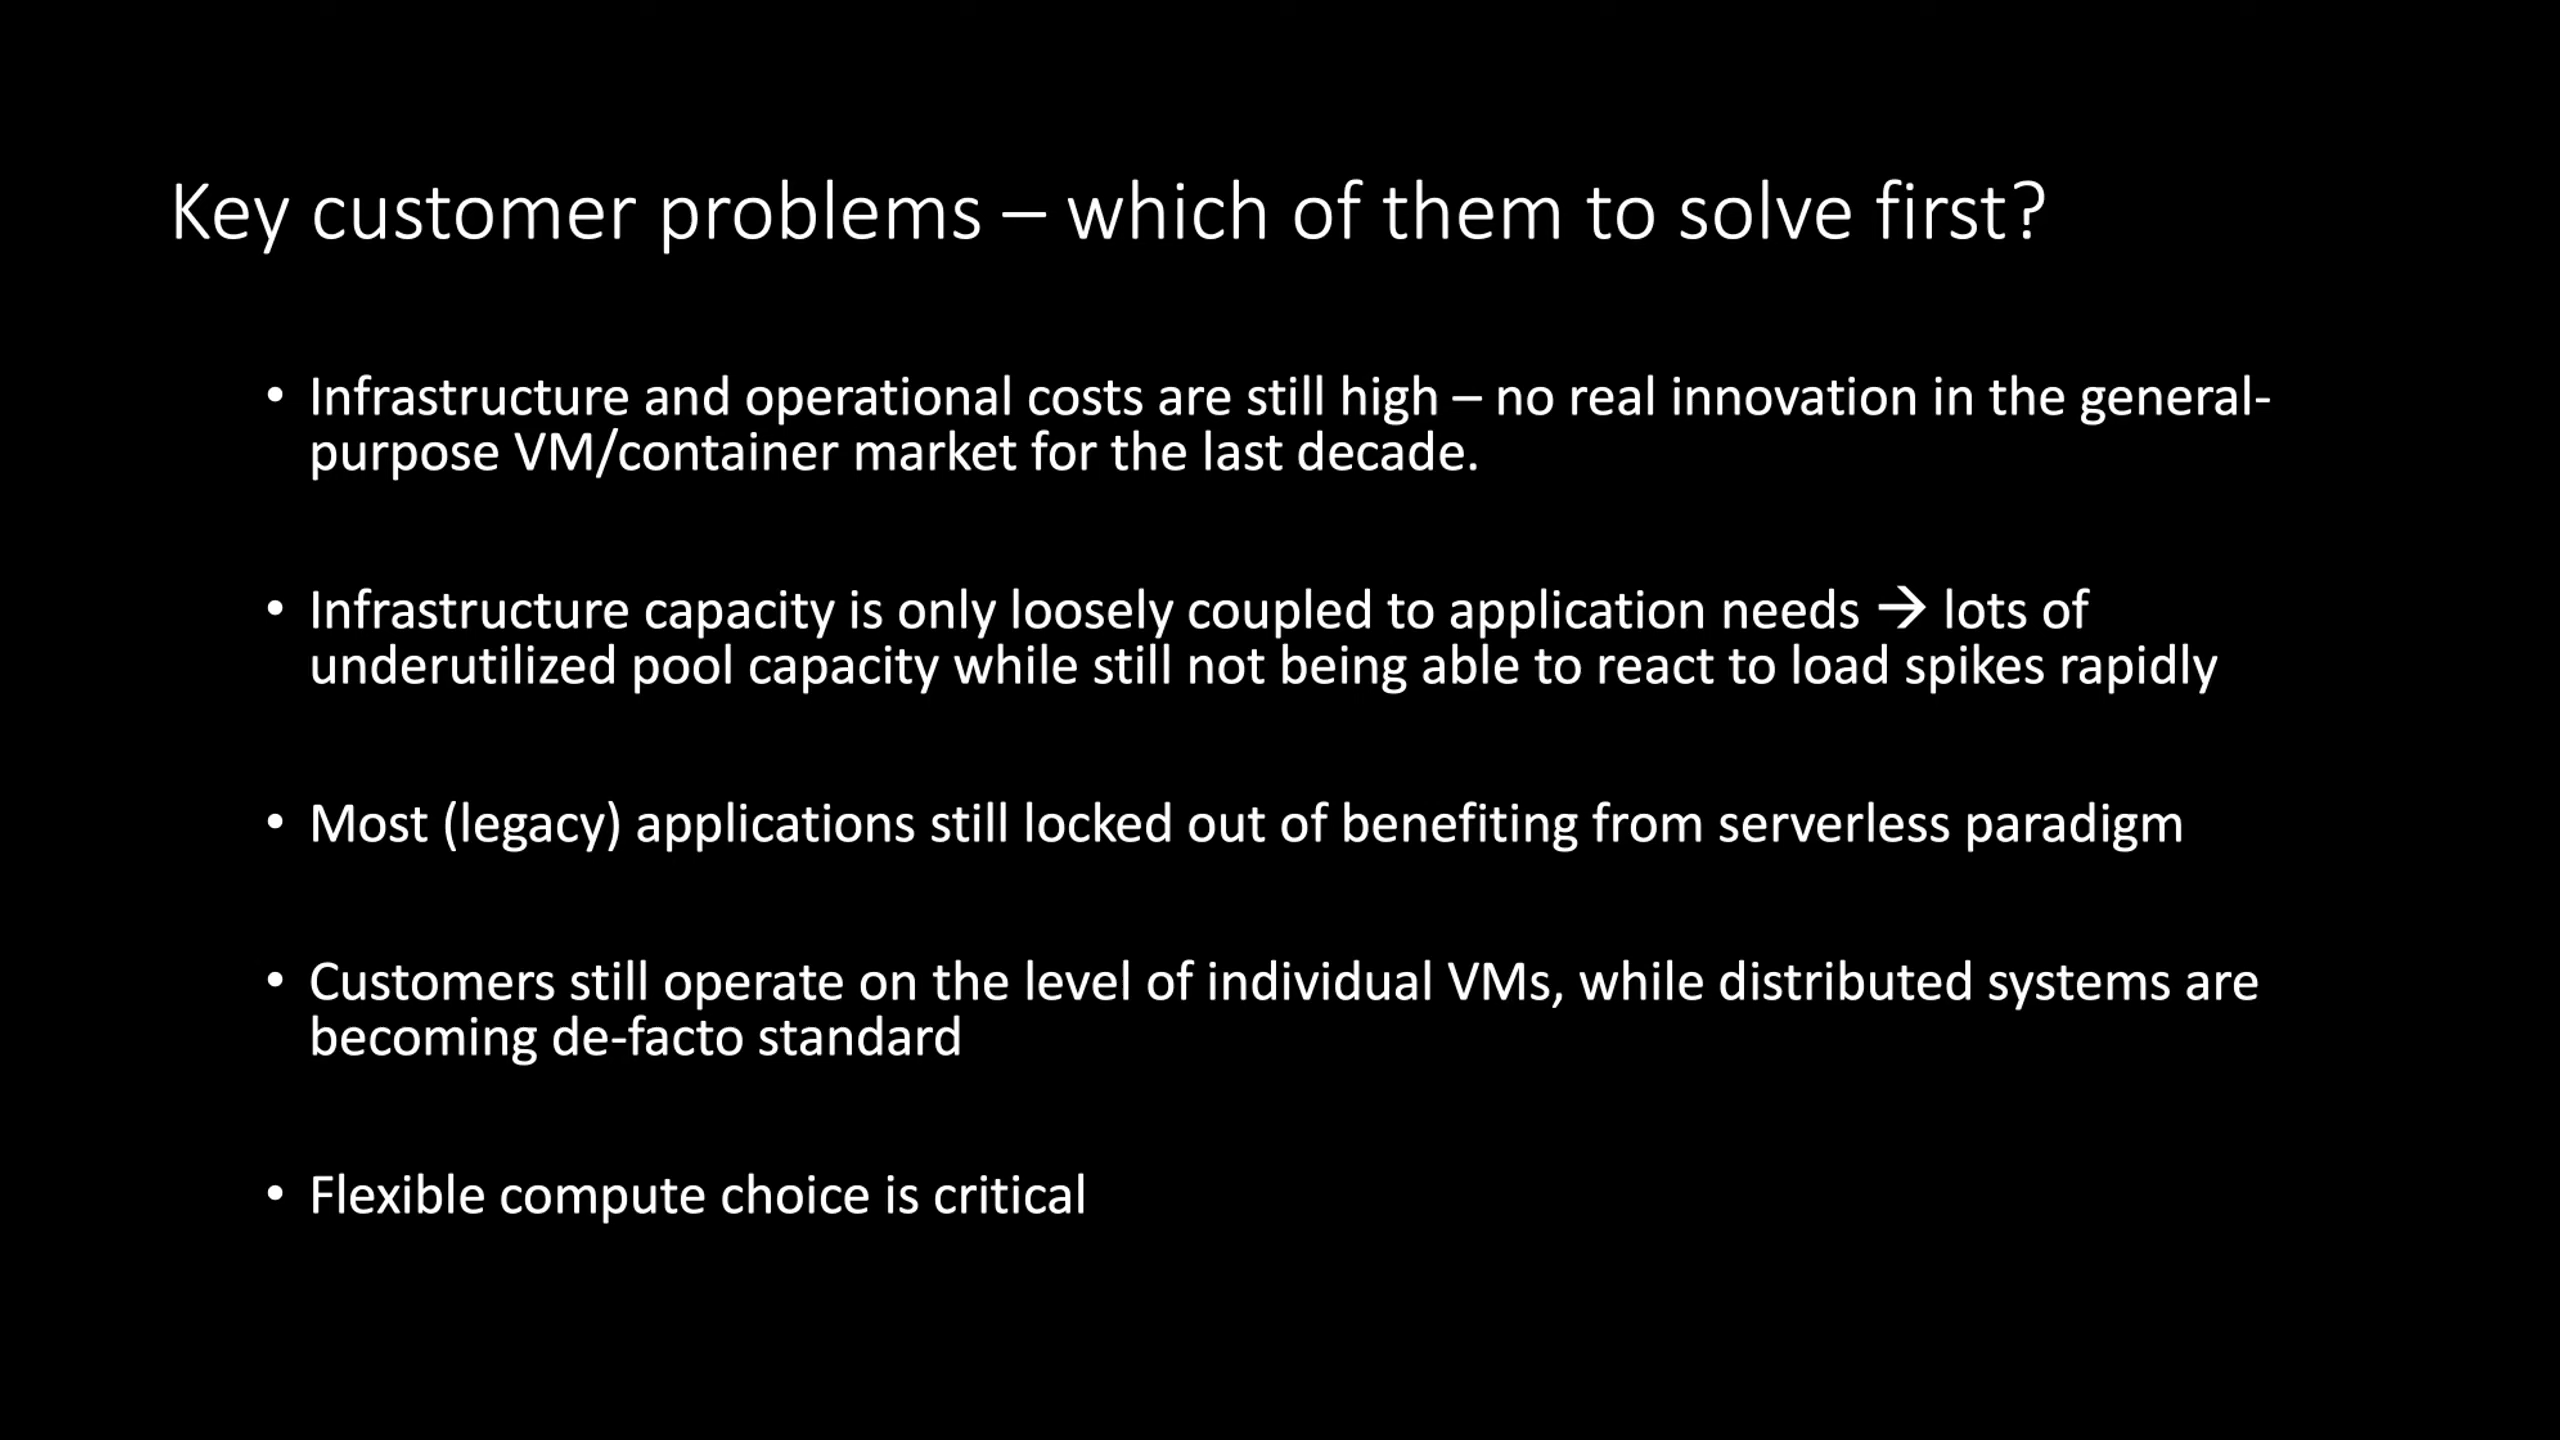 Key customer problems – which of them to solve first?
• Infrastructure and operational costs are still high – no real innovation in the general-
purpose VM/container market for the last decade.
• Infrastructure capacity is only loosely coupled to application needs → lots of
underutilized pool capacity while still not being able to react to load spikes rapidly
• Most (legacy) applications still locked out of benefiting from serverless paradigm
• Customers still operate on the level of individual VMs, while distributed systems are
becoming de-facto standard
• Flexible compute choice is critical